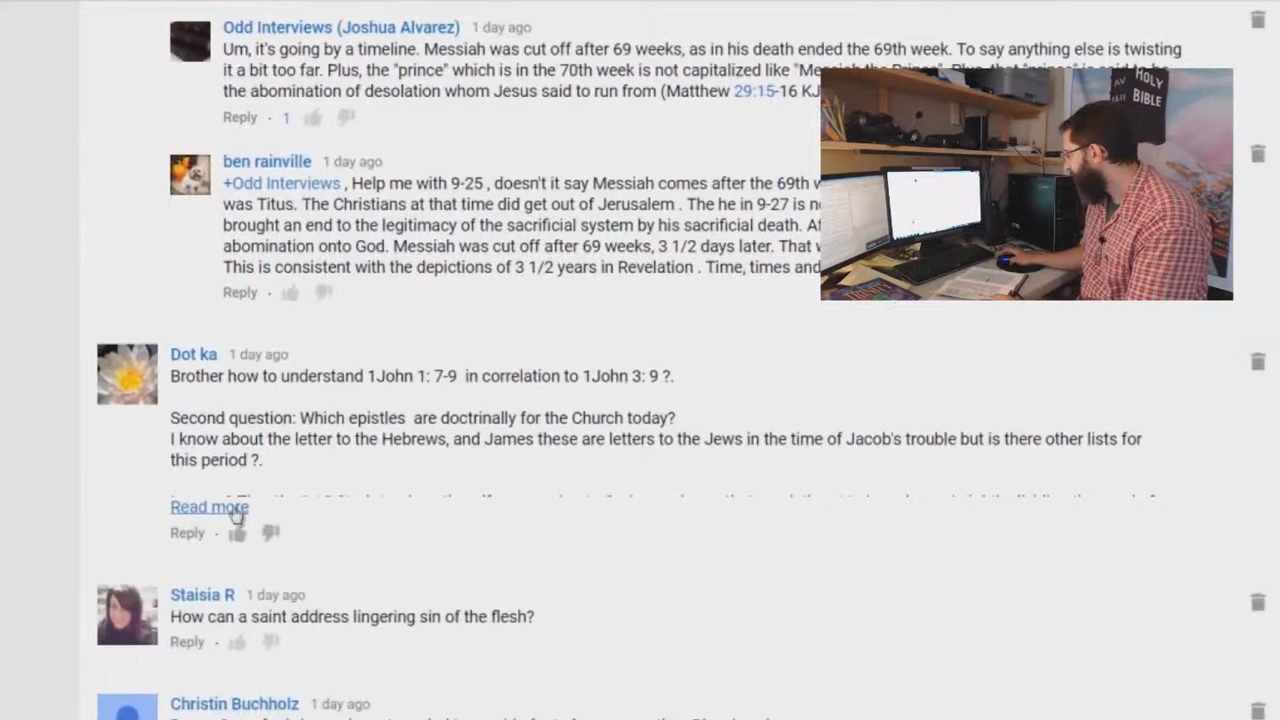 Odd Interviews (Joshua Alvarez) 1 day ago
Um, it's going by a timeline. Messiah was cut off after 69 weeks, as in his death ended the 69th week. To say anything else is twisting
it a bit too far. Plus, the "prince" which is in the 70th week is not capitalized like "Messiah the Prince". Plus, that "prince" is said to be
the abomination of desolation whom Jesus said to run from (Matthew 29:15-16 KJ
HOLY
BIBLE
AV
Reply · 1
ben rainville 1 day ago
+Odd Interviews , Help me with 9-25 , doesn't it say Messiah comes after the 69th
was Titus. The Christians at that time did get out of Jerusalem . The he in 9-27 is
brought an end to the legitimacy of the sacrificial system by his sacrificial death.
abomination onto God. Messiah was cut off after 69 weeks, 3 1/2 days later. That
This is consistent with the depictions of 3 1/2 years in Revelation . Time, times and
Reply ·
Dot ka 1 day ago
Brother how to understand 1John 1: 7-9 in correlation to 1John 3: 9 ?.
Second question: Which epistles are doctrinally for the Church today?
I know about the letter to the Hebrews, and James these are letters to the Jews in the time of Jacob's trouble but is there other lists for
this period ?.
Read more
Reply ·
Staisia R 1 day ago
How can a saint address lingering sin of the flesh?
Reply ·
Christin Buchholz 1 day ago